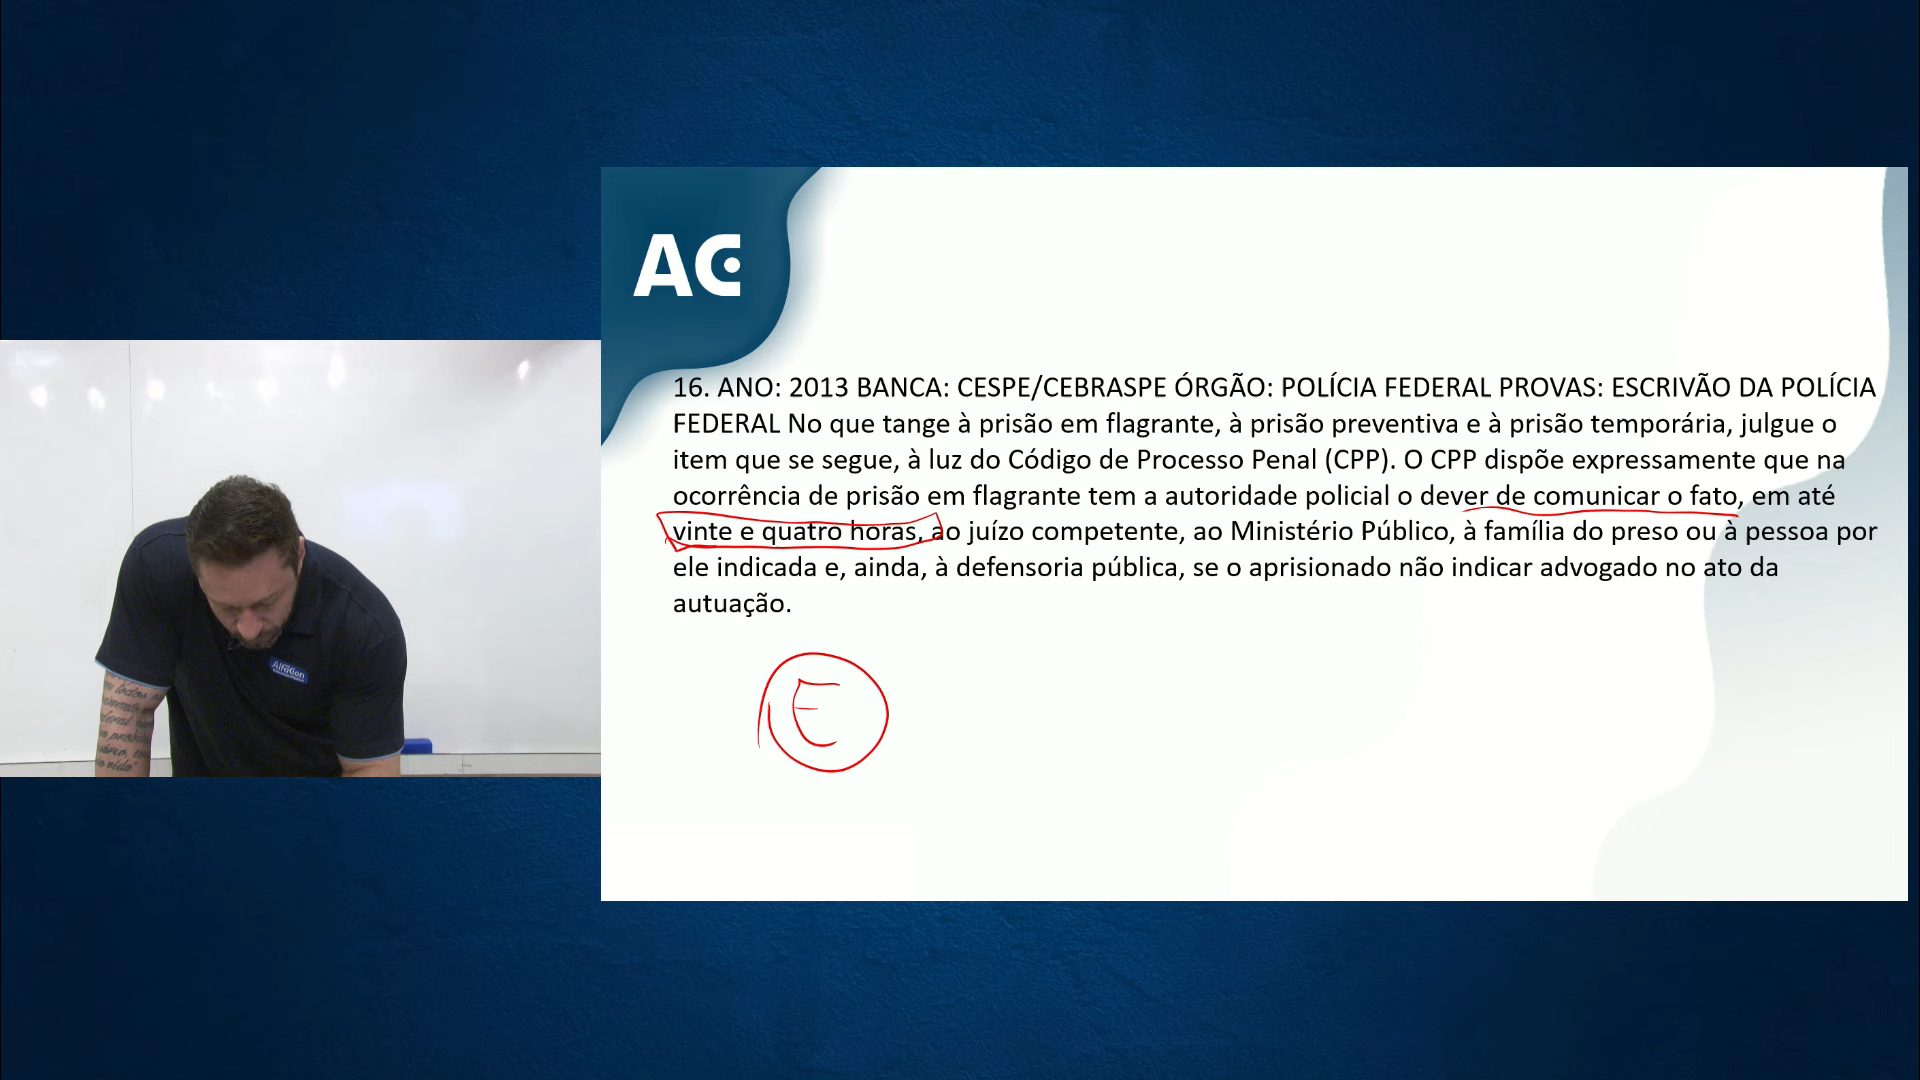 AC
16. ANO: 2013 BANCA: CESPE/CEBRASPE ÓRGÃO: POLÍCIA FEDERAL PROVAS: ESCRIVÃO DA POLÍCIA
FEDERAL No que tange à prisão em flagrante, à prisão preventiva e à prisão temporária, julgue o
item que se segue, à luz do Código de Processo Penal (CPP). O CPP dispõe expressamente que na
ocorrência de prisão em flagrante tem a autoridade policial o dever de comunicar o fato, em até
vinte e quatro horas, ao juízo competente, ao Ministério Público, à família do preso ou à pessoa por
ele indicada e, ainda, à defensoria pública, se o aprisionado não indicar advogado no ato da
autuação.
E
AlfaCon